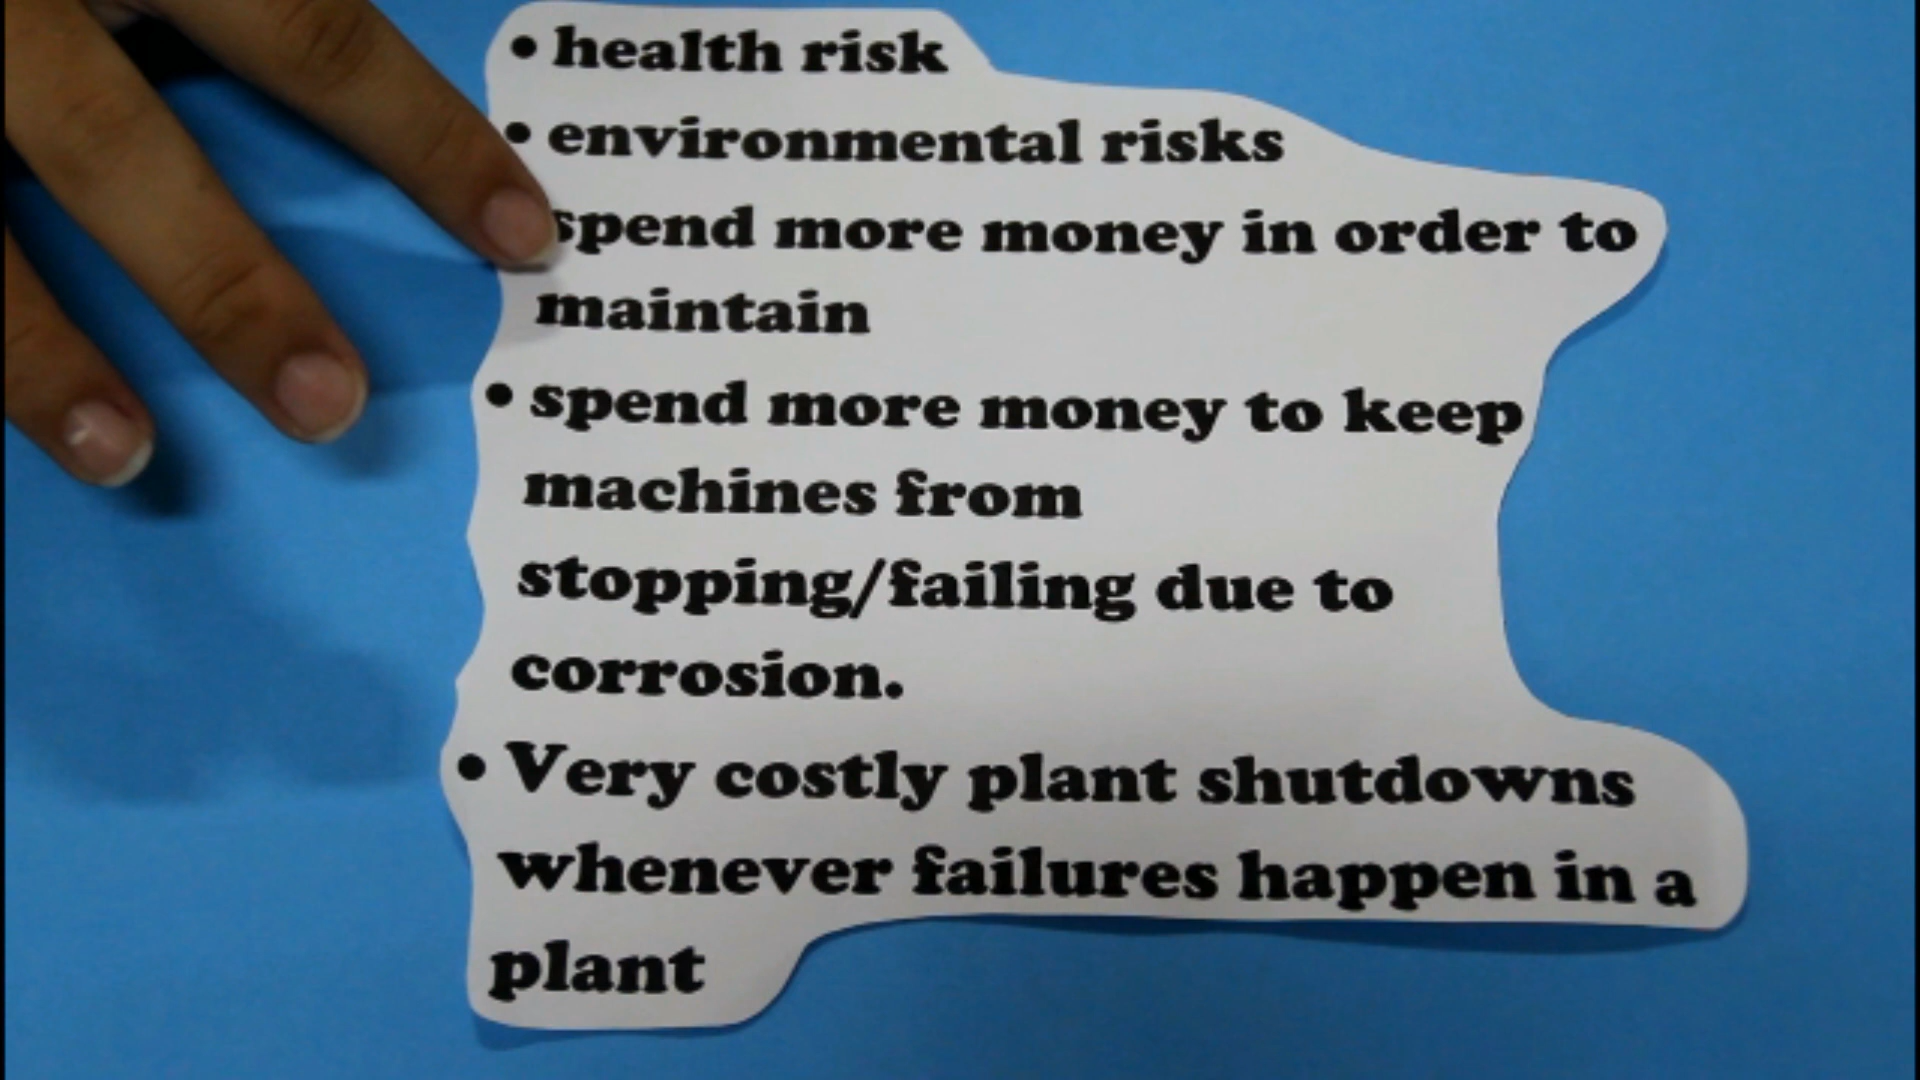 • health risk
• environmental risks
spend more money in order to
maintain
• spend more money to keep
machines from
stopping/failing due to
corrosion.
• Very costly plant shutdowns
whenever failures happen in a
plant